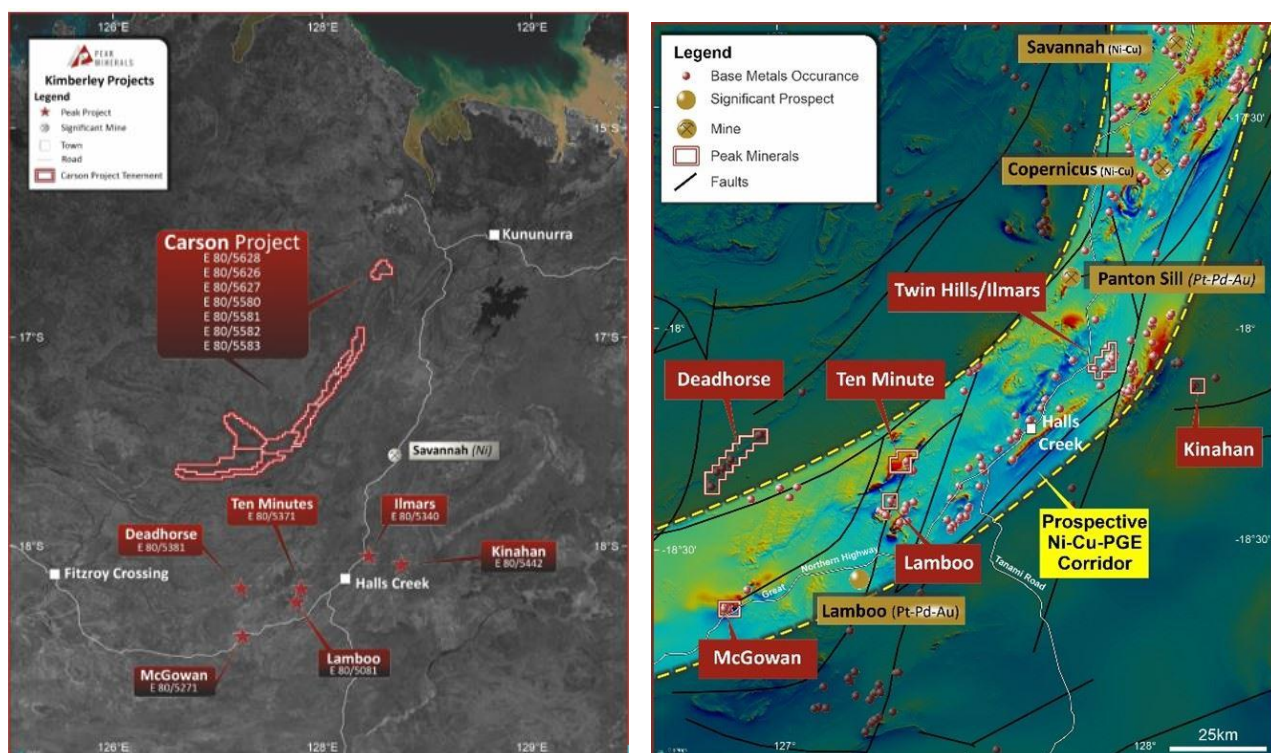 126°E
128°E
129°E
PEAK
MINERALS
Kimberley Projects
Legend
Peak Project
Significant Mine
Town
Road
Carson Project Tenement
15°S
Carson Project
E 80/5628
E 80/5626
E 80/5627
E 80/5580
E 80/5581
E 80/5582
E 80/5583
Kununurra
17°S
17°S
Savannah (Ni)
Ten Minutes
E 80/5371
Ilmars
E 80/5340
Deadhorse
E 80/5381
Kinahan
E 80/5442
18°S
18°S
Fitzroy Crossing
Halls Creek
McGowan
E 80/5271
Lamboo
E 80/5081
126°E
128°E
129°E
Legend
Base Metals Occurance
Significant Prospect
Mine
Peak Minerals
Faults
Savannah (Ni-Cu)
-17°30'
Copernicus (Ni-Cu)
Panton Sill (Pt-Pd-Au)
Twin Hills/Ilmars
-18°
-18°
Deadhorse
Ten Minute
Halls
Creek
Kinahan
Prospective
Ni-Cu-PGE
Corridor
-18°30'
-18°30'
Lamboo
Great Northern Highway
Tanami Road
Lamboo (Pt-Pd-Au)
McGowan
127°
128°
25km